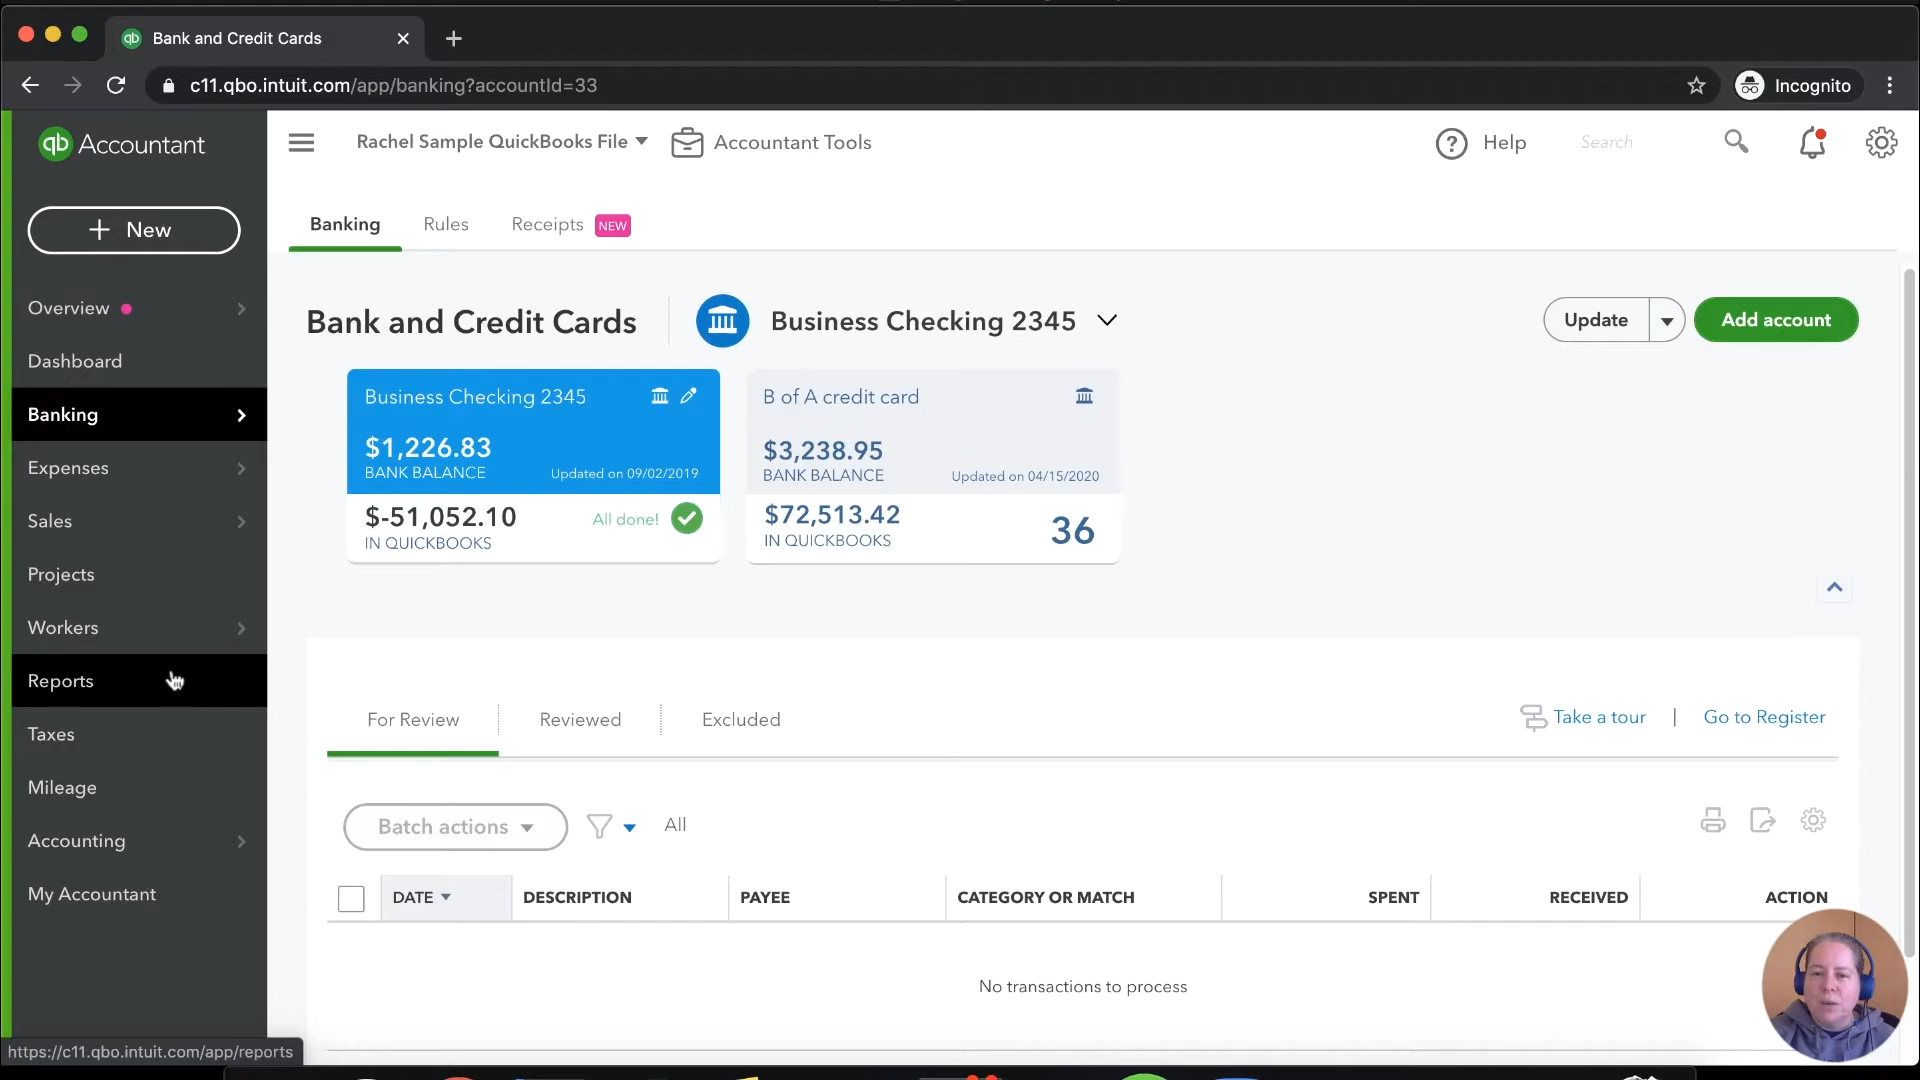 Bank and Credit Cards
c11.qbo.intuit.com/app/banking?accountId=33
Incognito
qb Accountant
Rachel Sample QuickBooks File
Accountant Tools
Help
Search
+ New
Banking
Rules
Receipts NEW
Overview
Dashboard
Banking
Expenses
Sales
Projects
Workers
Reports
Taxes
Mileage
Accounting
My Accountant
Bank and Credit Cards
Business Checking 2345
Update
Add account
Business Checking 2345
$1,226.83
BANK BALANCE
Updated on 09/02/2019
$-51,052.10
All done!
IN QUICKBOOKS
B of A credit card
$3,238.95
BANK BALANCE
Updated on 04/15/2020
$72,513.42
IN QUICKBOOKS
36
For Review
Reviewed
Excluded
Take a tour | Go to Register
Batch actions
All
DATE
DESCRIPTION
PAYEE
CATEGORY OR MATCH
SPENT
RECEIVED
ACTION
No transactions to process
https://c11.qbo.intuit.com/app/reports